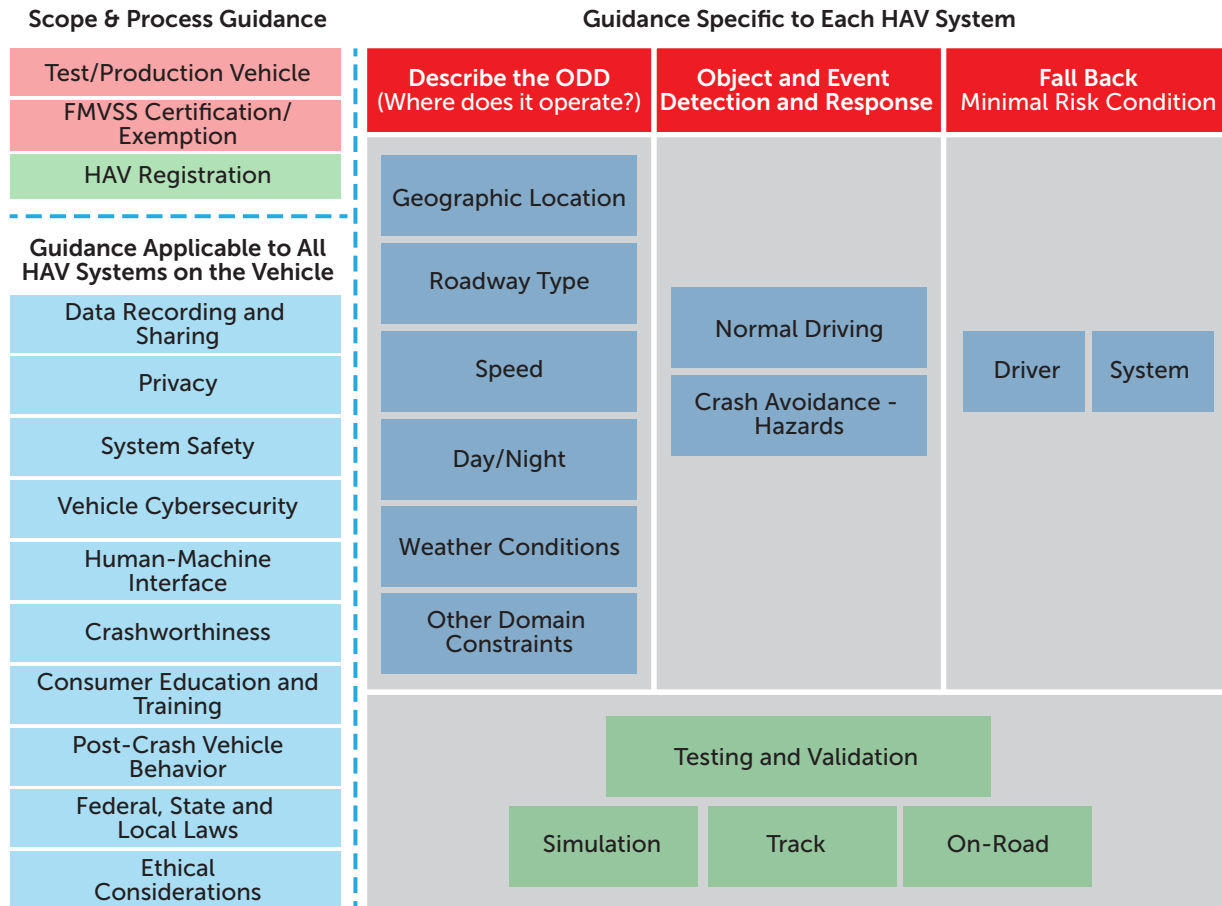 Scope & Process Guidance
Test/Production Vehicle
FMVSS Certification/
Exemption
HAV Registration
Guidance Applicable to All
HAV Systems on the Vehicle
Data Recording and
Sharing
Privacy
System Safety
Vehicle Cybersecurity
Human-Machine
Interface
Crashworthiness
Consumer Education and
Training
Post-Crash Vehicle
Behavior
Federal, State and
Local Laws
Ethical
Considerations
Guidance Specific to Each HAV System
Describe the ODD
(Where does it operate?)
Geographic Location
Roadway Type
Speed
Day/Night
Weather Conditions
Other Domain
Constraints
Object and Event
Detection and Response
Normal Driving
Crash Avoidance -
Hazards
Fall Back
Minimal Risk Condition
Driver
System
Testing and Validation
Simulation
Track
On-Road